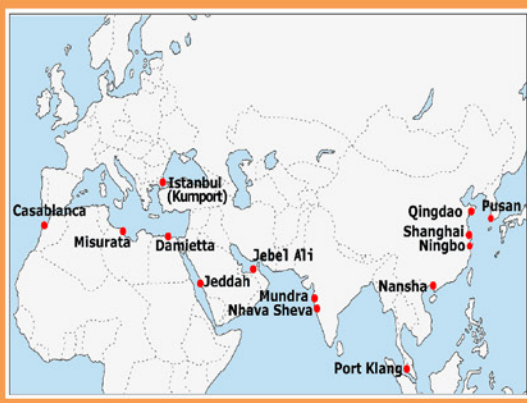 Istanbul
(Kumport)
Casablanca
Qingdao
Pusan
Misurata
Damietta
Shanghai
Ningbo
Jebel Ali
Jeddah
Mundra
Nansha
Nhava Sheva
Port Klang